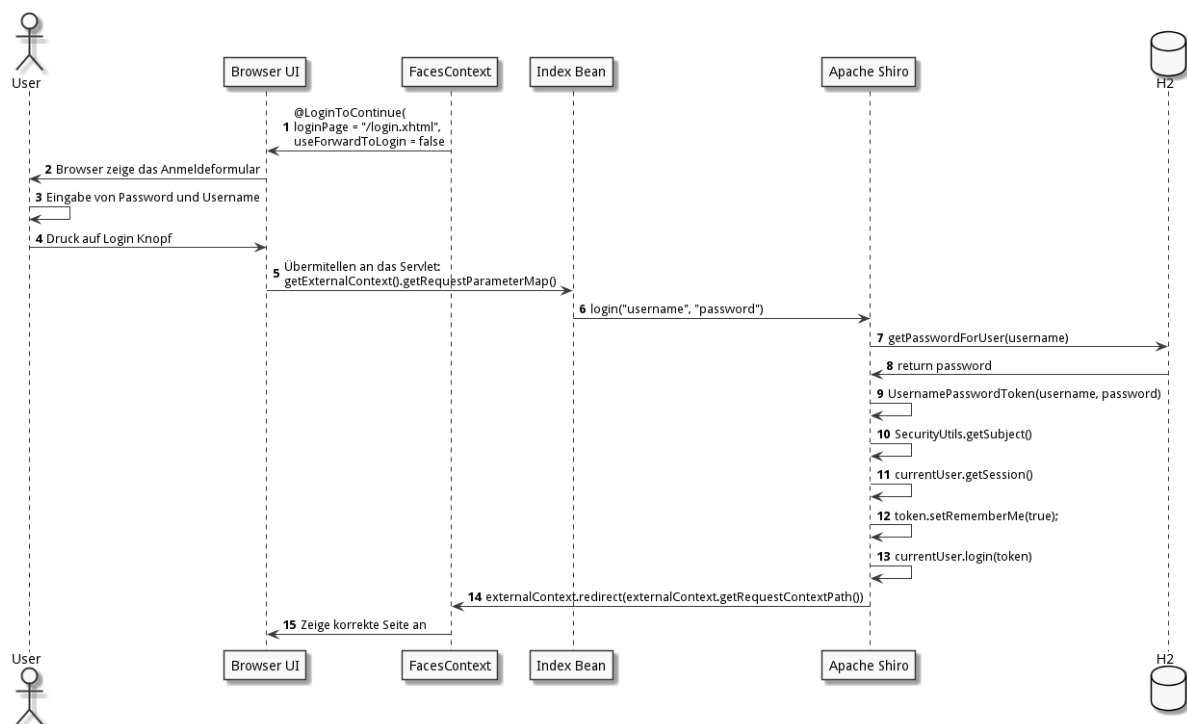 User
Browser UI
FacesContext
Index Bean
Apache Shiro
H2
@LoginToContinue(
1 loginPage = "/login.xhtml",
useForwardToLogin = false
2 Browser zeige das Anmeldeformular
3 Eingabe von Password und Username
4 Druck auf Login Knopf
Übermitellen an das Servlet:
5 getExternalContext().getRequestParameterMap()
6 login("username", "password")
7 getPasswordForUser(username)
8 return password
9 UsernamePasswordToken(username, password)
10 SecurityUtils.getSubject()
11 currentUser.getSession()
12 token.setRememberMe(true);
13 currentUser.login(token)
14 externalContext.redirect(externalContext.getRequestContextPath())
15 Zeige korrekte Seite an
User
Browser UI
FacesContext
Index Bean
Apache Shiro
H2